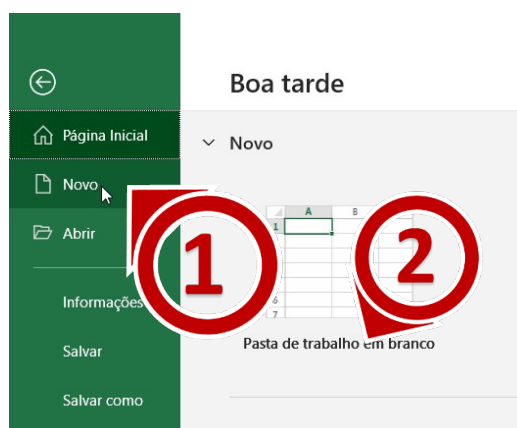 Boa tarde
Página Inicial
Novo
Abrir
Informações
Salvar
Salvar como
Novo
A B
1
6
7
Pasta de trabalho em branco
1
2